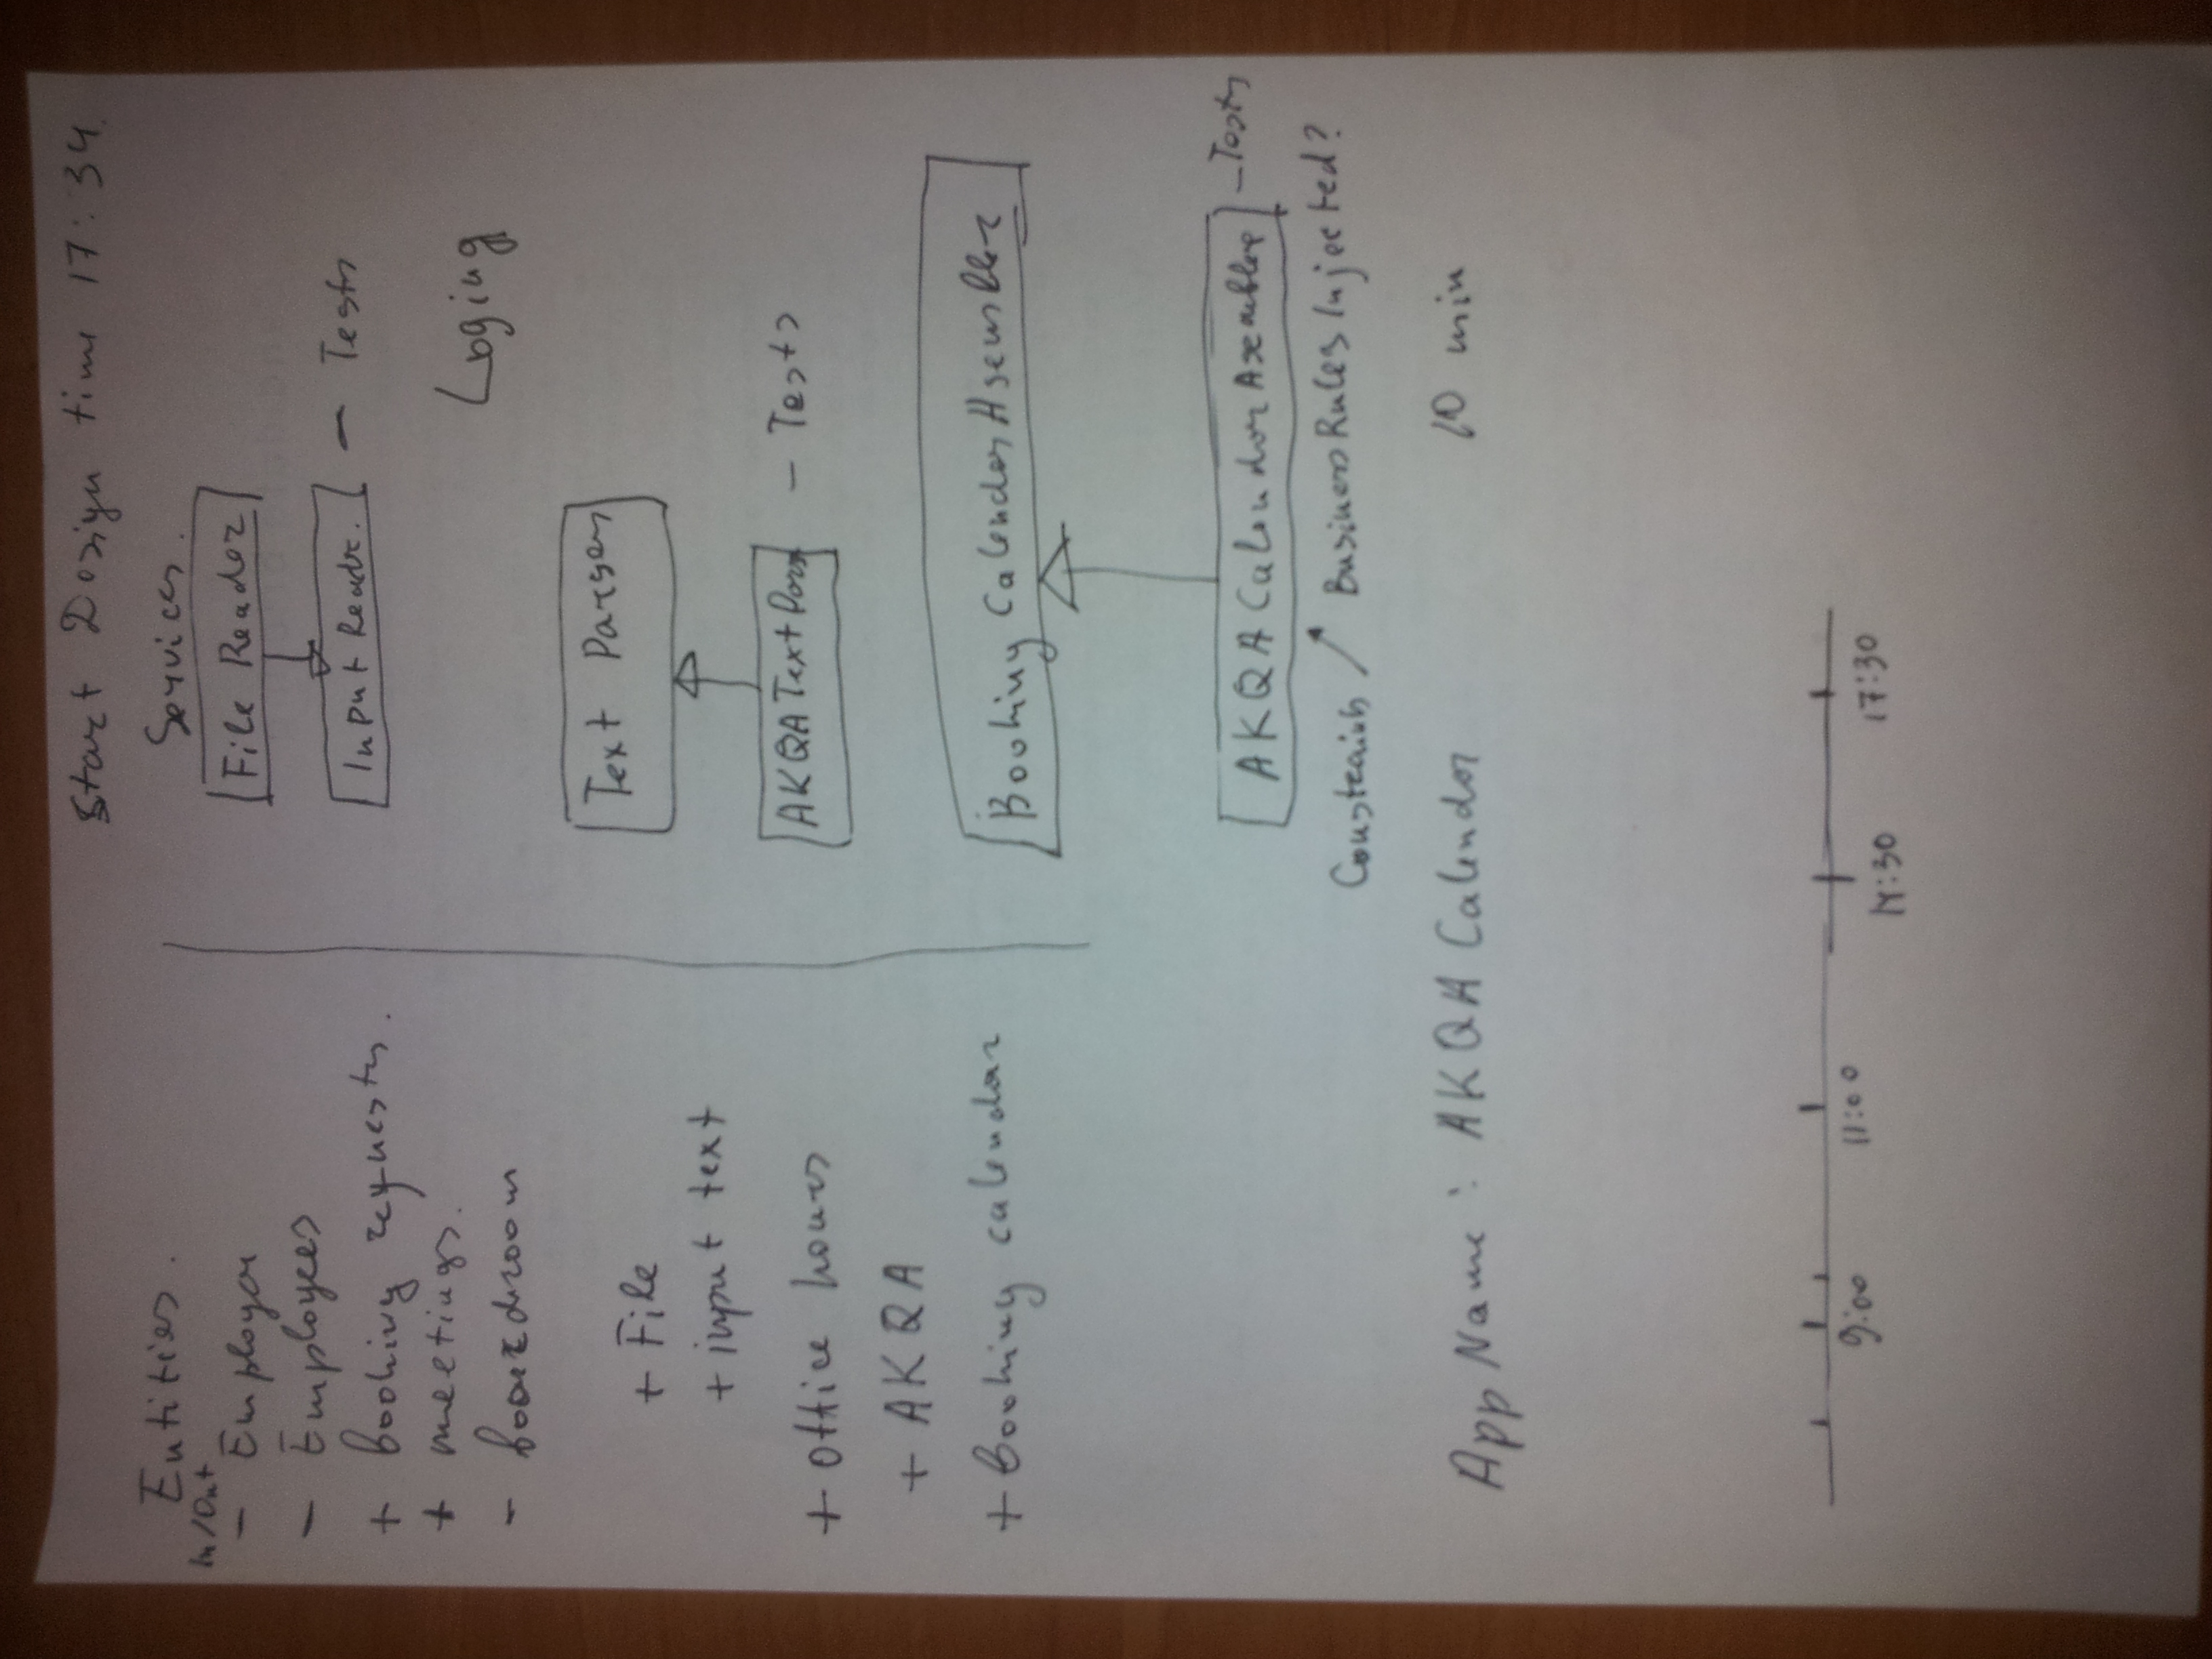 Start Design time 17:34.
Entities.
In/Out
- Employer
- Employees
+ Booking requests.
+ meetings.
- boardroom
+ File
+ input text
+ Office hours
+ AKQA
+ Booking calendar
Services.
File Reader
Input Readr. - Tests
Loging
Text Parser
AKQA Text Pars - Tests
Booking Calendar Asembler
AKQA Calendar Asembler - Tests
Constraints Business Rules Injected?
App Name: AKQA Calendar
10 min
9:00 11:00 14:30 17:30